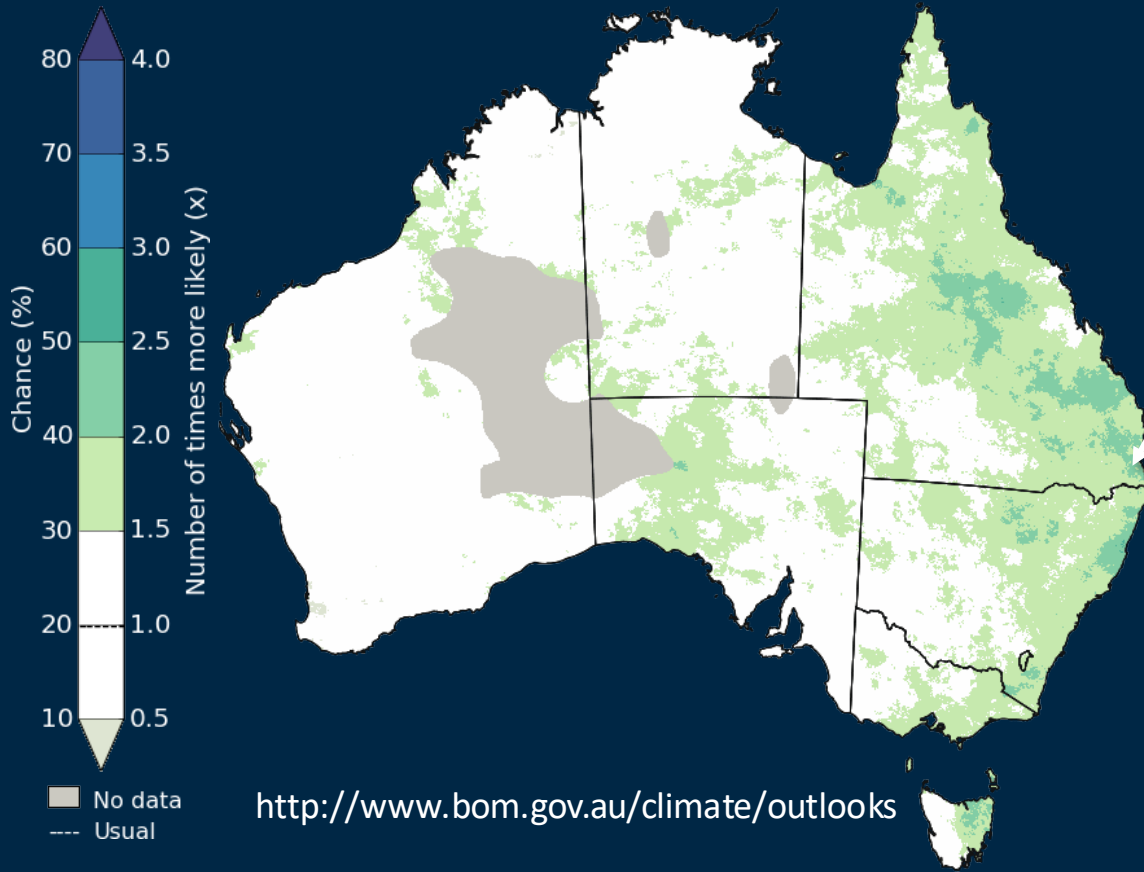 80 4.0
70 3.5
60 3.0
50 2.5
40 2.0
30 1.5
20 1.0
10 0.5
Chance (%)
Number of times more likely (x)
No data
---- Usual
http://www.bom.gov.au/climate/outlooks